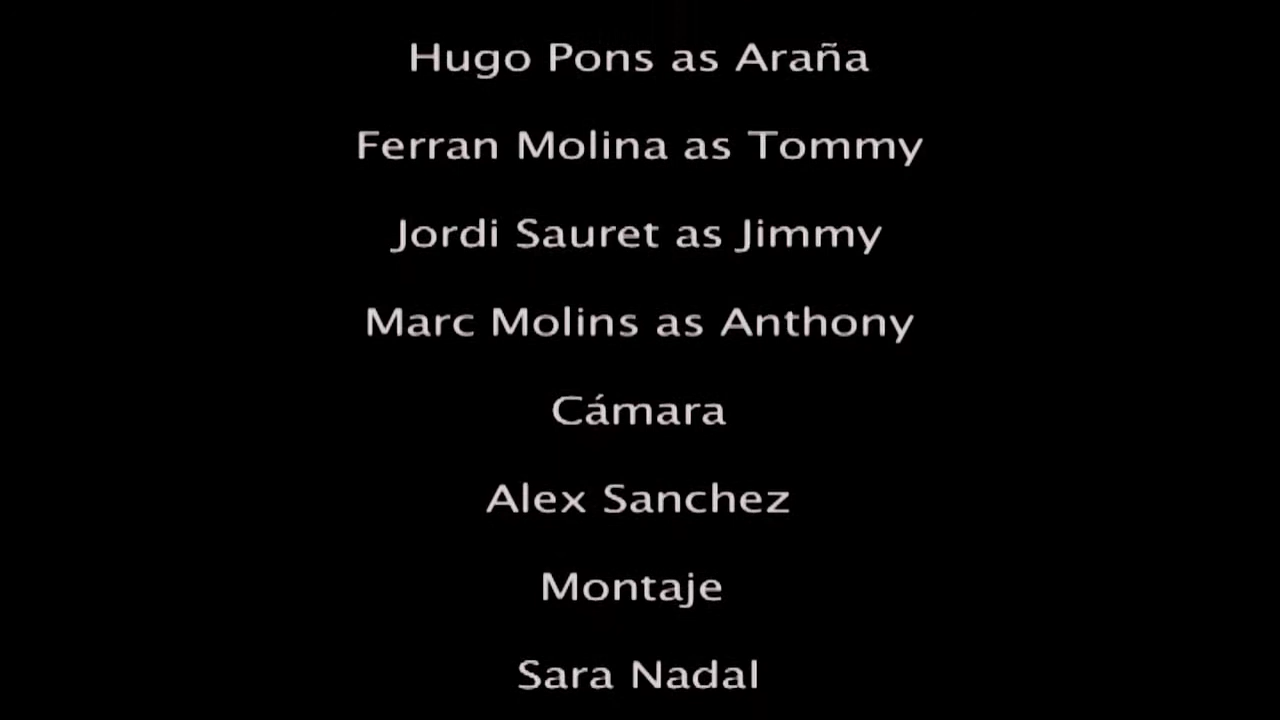 Hugo Pons as Araña
Ferran Molina as Tommy
Jordi Sauret as Jimmy
Marc Molins as Anthony
Cámara
Alex Sanchez
Montaje
Sara Nadal